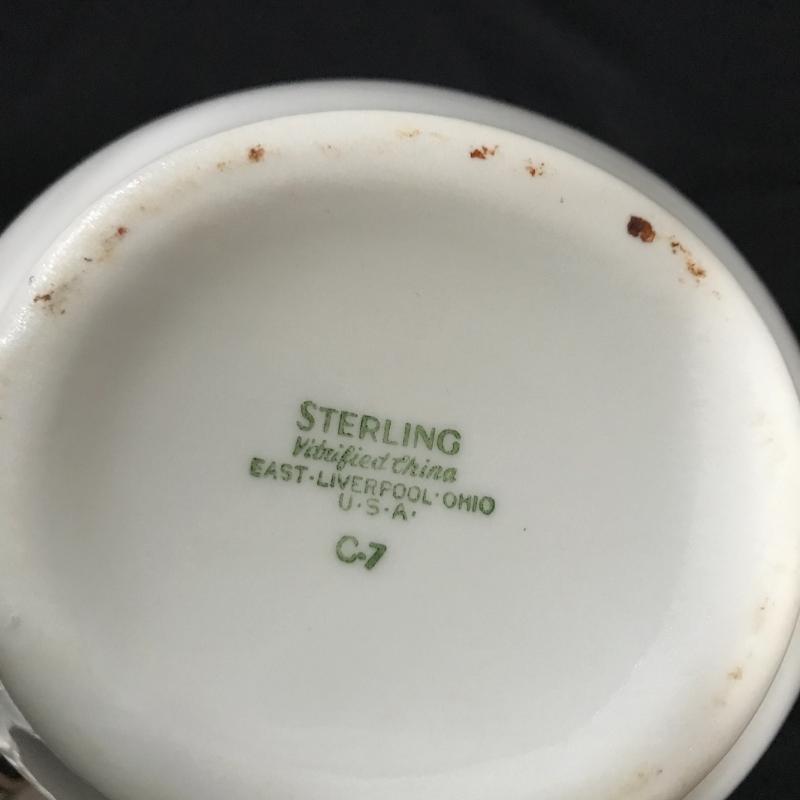 STERLING
Vitrified China
EAST·LIVERPOOL·OHIO
U·S·A·
C-7